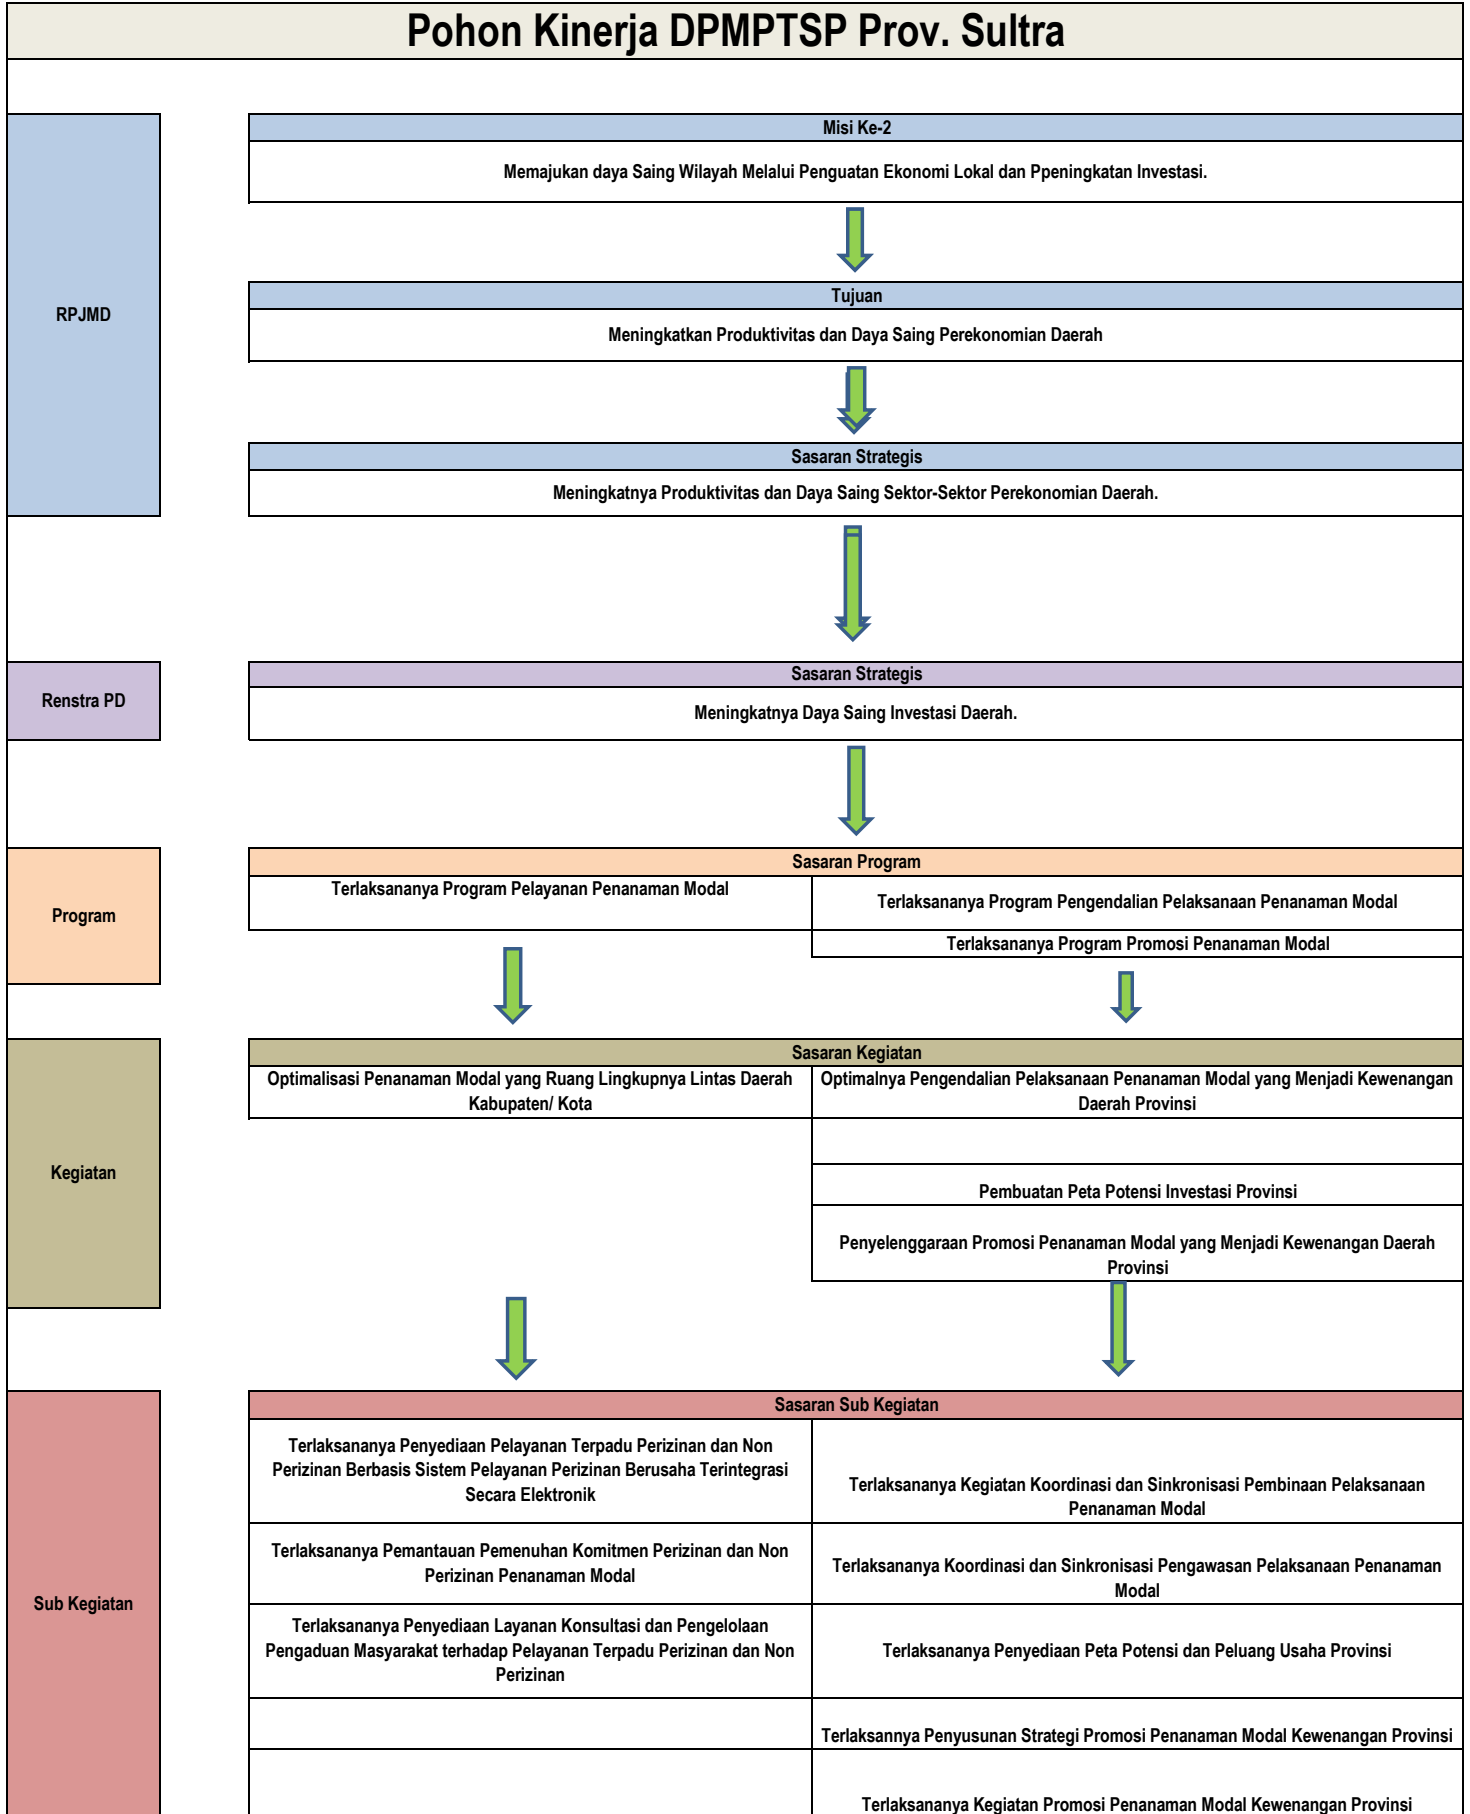 Pohon Kinerja DPMPTSP Prov. Sultra
RPJMD
Misi Ke-2
Memajukan daya Saing Wilayah Melalui Penguatan Ekonomi Lokal dan Ppeningkatan Investasi.
Tujuan
Meningkatkan Produktivitas dan Daya Saing Perekonomian Daerah
Sasaran Strategis
Meningkatnya Produktivitas dan Daya Saing Sektor-Sektor Perekonomian Daerah.
Renstra PD
Sasaran Strategis
Meningkatnya Daya Saing Investasi Daerah.
Program
Sasaran Program
Terlaksananya Program Pelayanan Penanaman Modal
Terlaksananya Program Pengendalian Pelaksanaan Penanaman Modal
Terlaksananya Program Promosi Penanaman Modal
Kegiatan
Sasaran Kegiatan
Optimalisasi Penanaman Modal yang Ruang Lingkupnya Lintas Daerah
Kabupaten/ Kota
Optimalnya Pengendalian Pelaksanaan Penanaman Modal yang Menjadi Kewenangan
Daerah Provinsi
Pembuatan Peta Potensi Investasi Provinsi
Penyelenggaraan Promosi Penanaman Modal yang Menjadi Kewenangan Daerah
Provinsi
Sub Kegiatan
Sasaran Sub Kegiatan
Terlaksananya Penyediaan Pelayanan Terpadu Perizinan dan Non
Perizinan Berbasis Sistem Pelayanan Perizinan Berusaha Terintegrasi
Secara Elektronik
Terlaksananya Kegiatan Koordinasi dan Sinkronisasi Pembinaan Pelaksanaan
Penanaman Modal
Terlaksananya Pemantauan Pemenuhan Komitmen Perizinan dan Non
Perizinan Penanaman Modal
Terlaksananya Koordinasi dan Sinkronisasi Pengawasan Pelaksanaan Penanaman
Modal
Terlaksananya Penyediaan Layanan Konsultasi dan Pengelolaan
Pengaduan Masyarakat terhadap Pelayanan Terpadu Perizinan dan Non
Perizinan
Terlaksananya Penyediaan Peta Potensi dan Peluang Usaha Provinsi
Terlaksannya Penyusunan Strategi Promosi Penanaman Modal Kewenangan Provinsi
Terlaksananya Kegiatan Promosi Penanaman Modal Kewenangan Provinsi